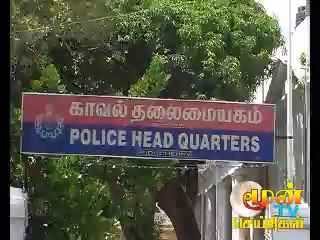 காவல் தலைமையகம்
POLICE HEAD QUARTERS
மூன்
TV
செய்திகள்